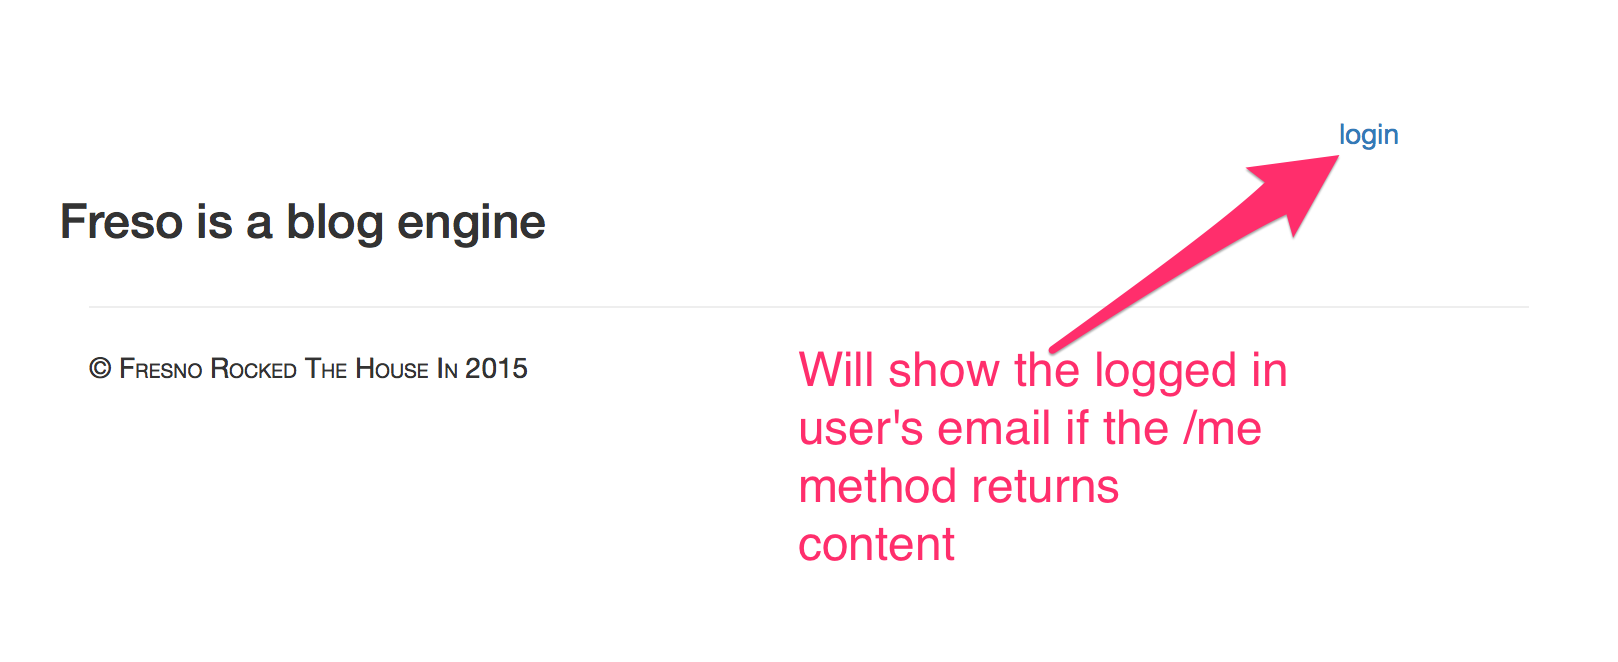 login
Freso is a blog engine
© Fresno Rocked The House In 2015
Will show the logged in
user's email if the /me
method returns
content